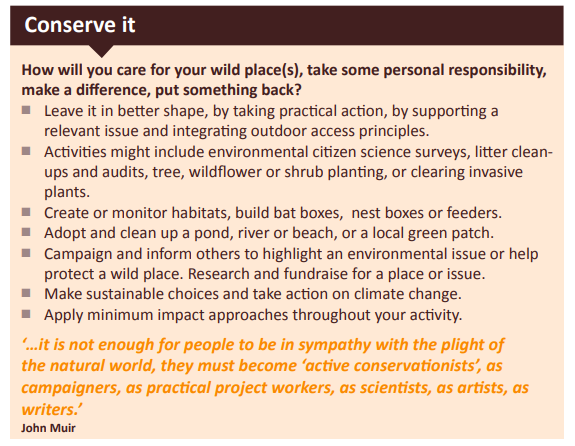 Conserve it
How will you care for your wild place(s), take some personal responsibility,
make a difference, put something back?
■ Leave it in better shape, by taking practical action, by supporting a
relevant issue and integrating outdoor access principles.
■ Activities might include environmental citizen science surveys, litter clean-
ups and audits, tree, wildflower or shrub planting, or clearing invasive
plants.
■ Create or monitor habitats, build bat boxes, nest boxes or feeders.
■ Adopt and clean up a pond, river or beach, or a local green patch.
■ Campaign and inform others to highlight an environmental issue or help
protect a wild place. Research and fundraise for a place or issue.
■ Make sustainable choices and take action on climate change.
■ Apply minimum impact approaches throughout your activity.
‘…it is not enough for people to be in sympathy with the plight of
the natural world, they must become ‘active conservationists’, as
campaigners, as practical project workers, as scientists, as artists, as
writers.’
John Muir